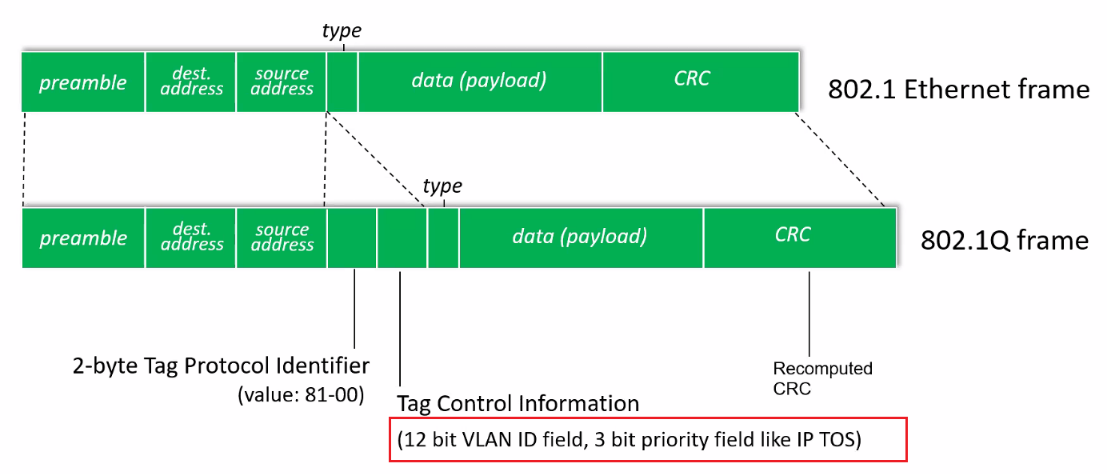 type
preamble
dest.
address
source
address
data (payload)
CRC
802.1 Ethernet frame
type
preamble
dest.
address
source
address
data (payload)
CRC
802.1Q frame
2-byte Tag Protocol Identifier
(value: 81-00)
Recomputed
CRC
Tag Control Information
(12 bit VLAN ID field, 3 bit priority field like IP TOS)